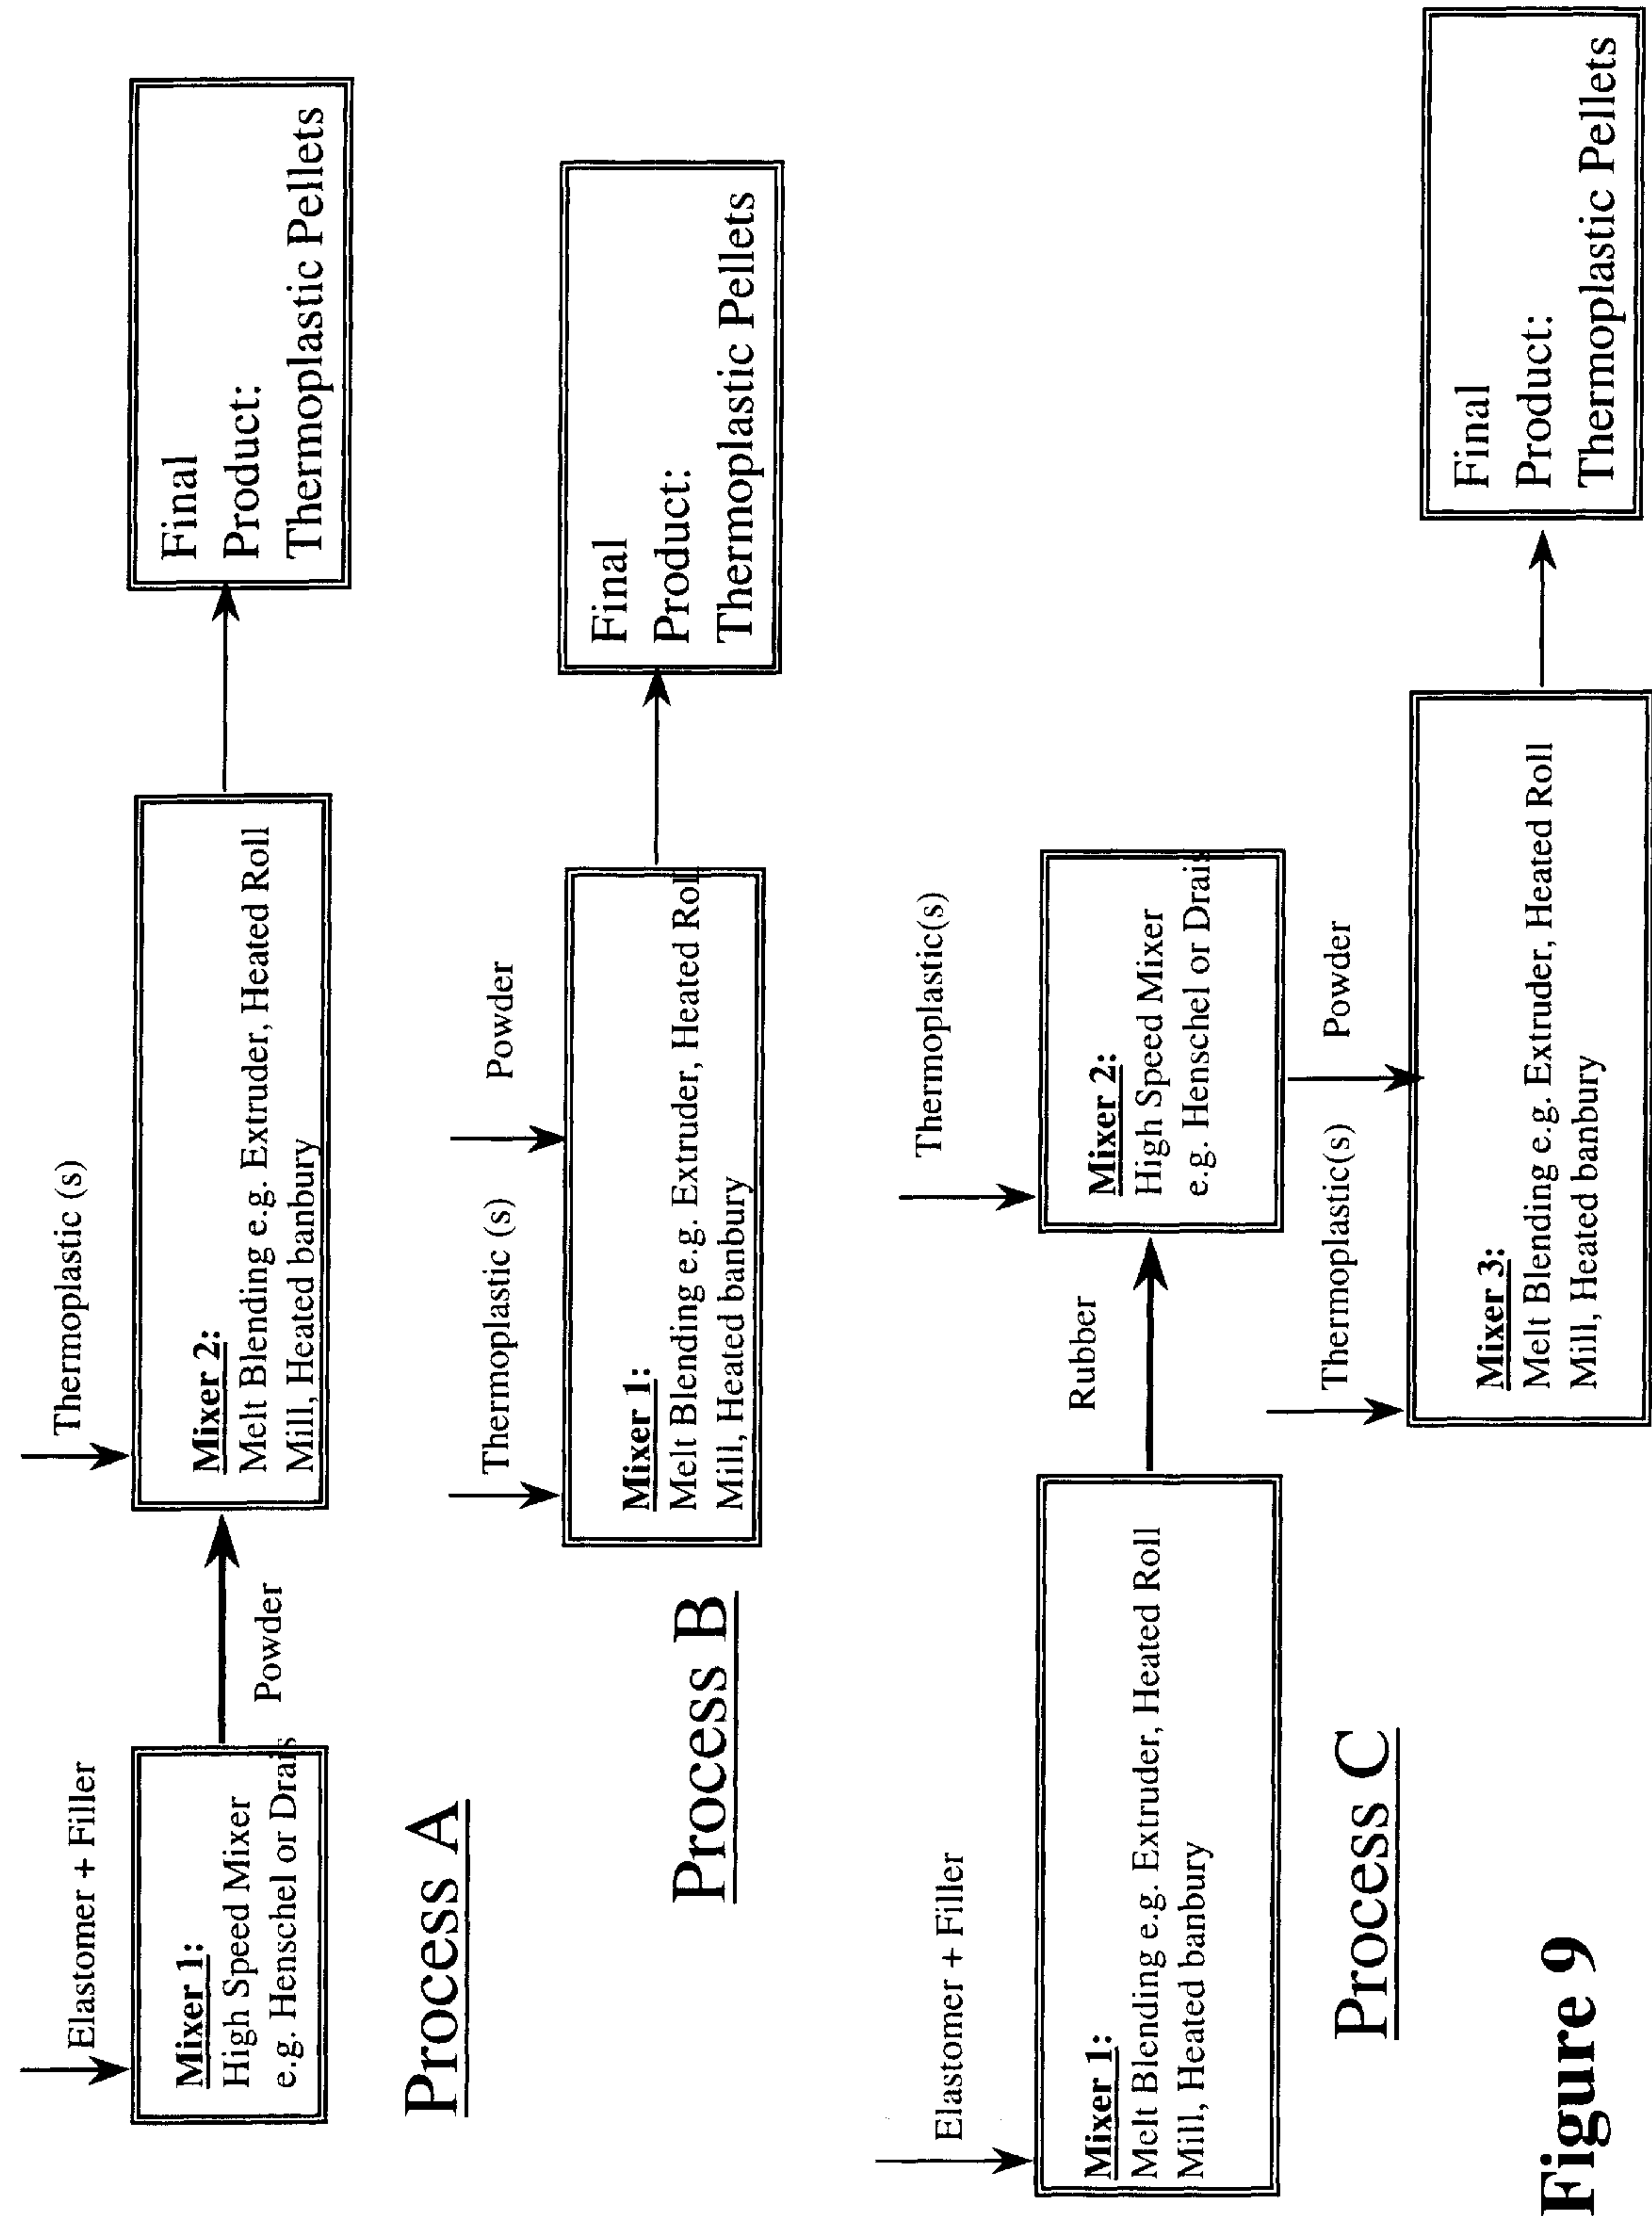 Elastomer + Filler
Mixer 1:
High Speed Mixer
e.g. Henschel or Drais
Powder
Thermoplastic (s)
Mixer 2:
Melt Blending e.g. Extruder, Heated Roll
Mill, Heated banbury
Final
Product:
Thermoplastic Pellets
Process A
Thermoplastic (s)
Powder
Mixer 1:
Melt Blending e.g. Extruder, Heated Roll
Mill, Heated banbury
Final
Product:
Thermoplastic Pellets
Process B
Elastomer + Filler
Mixer 1:
Melt Blending e.g. Extruder, Heated Roll
Mill, Heated banbury
Rubber
Thermoplastic(s)
Mixer 2:
High Speed Mixer
e.g. Henschel or Drais
Thermoplastic(s)
Powder
Mixer 3:
Melt Blending e.g. Extruder, Heated Roll
Mill, Heated banbury
Final
Product:
Thermoplastic Pellets
Process C
Figure 9